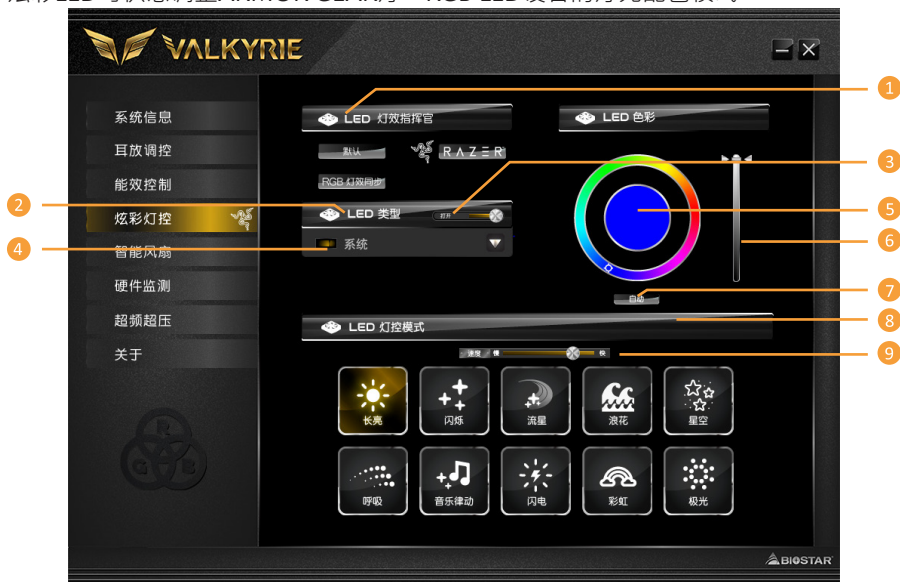 VALKYRIE
系统信息
耳放调控
能效控制
炫彩灯控
智能风扇
硬件监测
超频超压
关于
LED 灯效指挥官
默认
RAZER
RGB 灯效同步
LED 类型
打开
系统
LED 色彩
自动
LED 灯控模式
速度 慢 快
长亮
闪烁
流星
浪花
星空
呼吸
音乐律动
闪电
彩虹
极光
R
G B
BIOSTAR
1
2
3
4
5
6
7
8
9